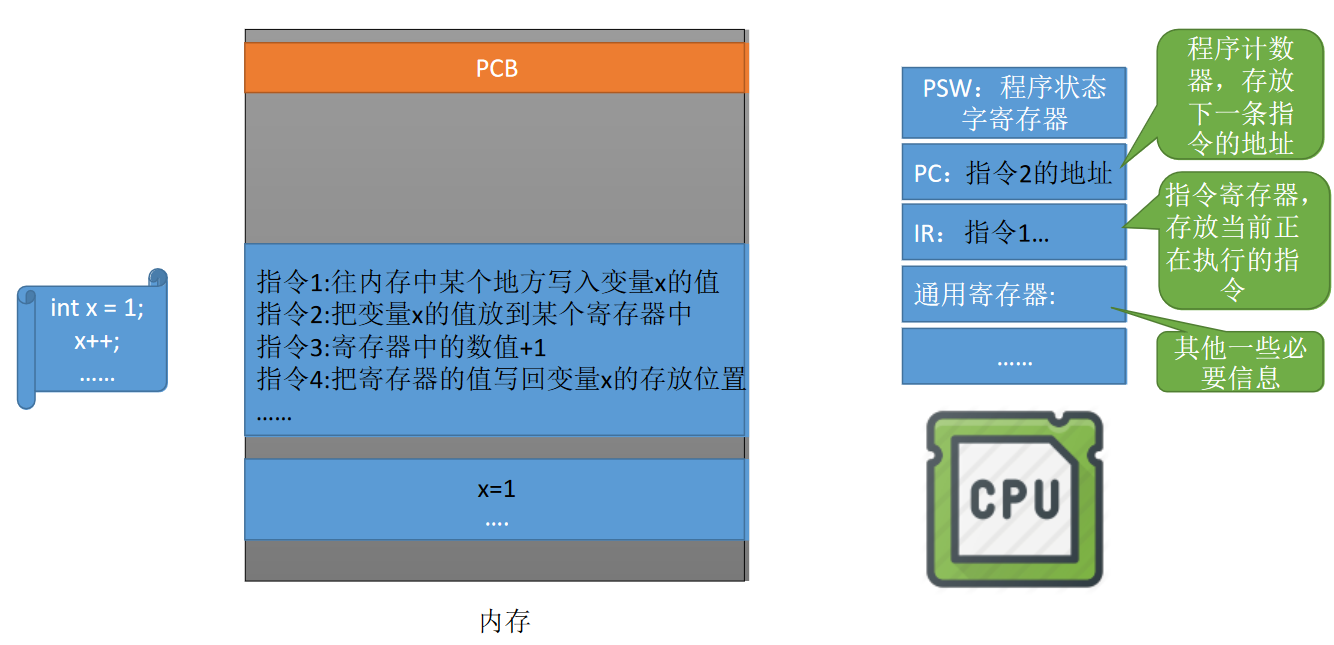 int x = 1;
x++;
......
PCB
指令1:往内存中某个地方写入变量x的值
指令2:把变量x的值放到某个寄存器中
指令3:寄存器中的数值+1
指令4:把寄存器的值写回变量x的存放位置
......
x=1
....
内存
PSW：程序状态
字寄存器
PC：指令2的地址
IR： 指令1...
通用寄存器:
......
程序计数
器，存放
下一条指
令的地址
指令寄存器，
存放当前正
在执行的指
令
其他一些必
要信息
CPU